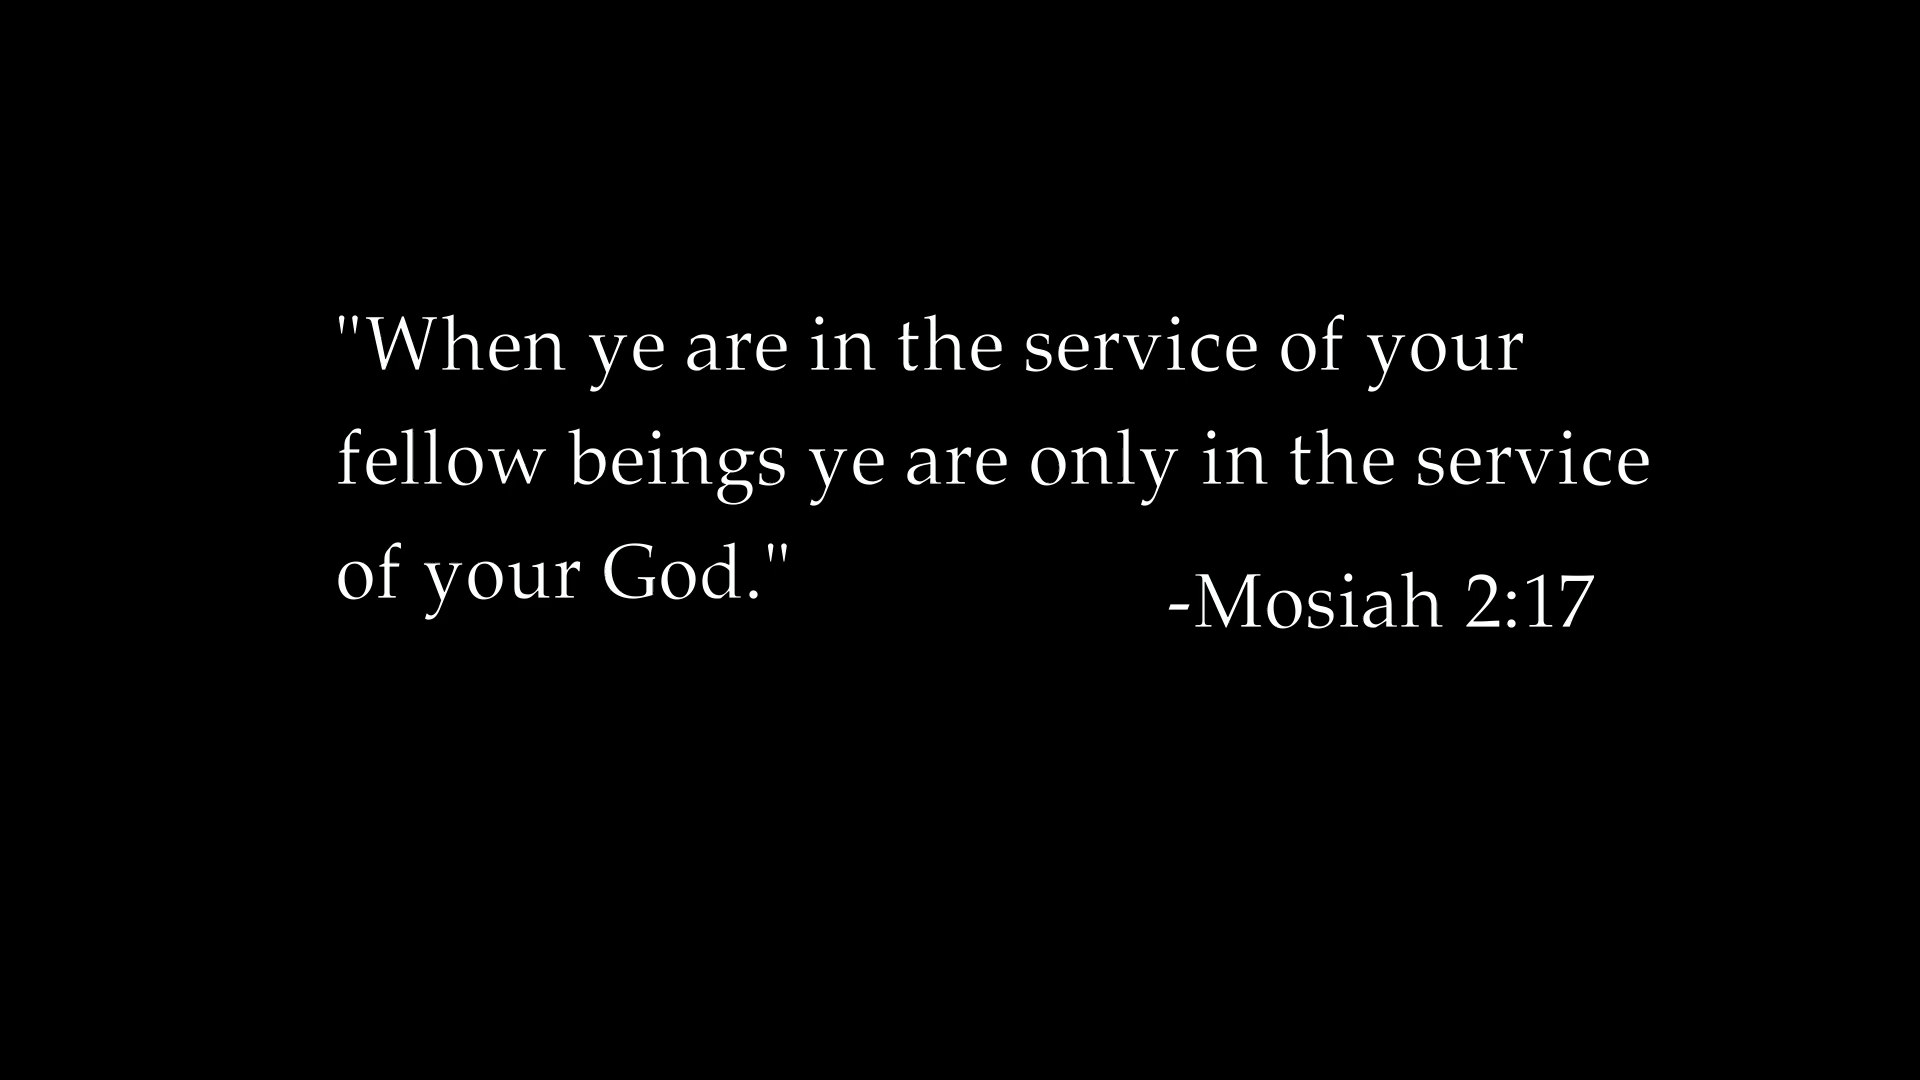 "When ye are in the service of your
fellow beings ye are only in the service
of your God."
-Mosiah 2:17